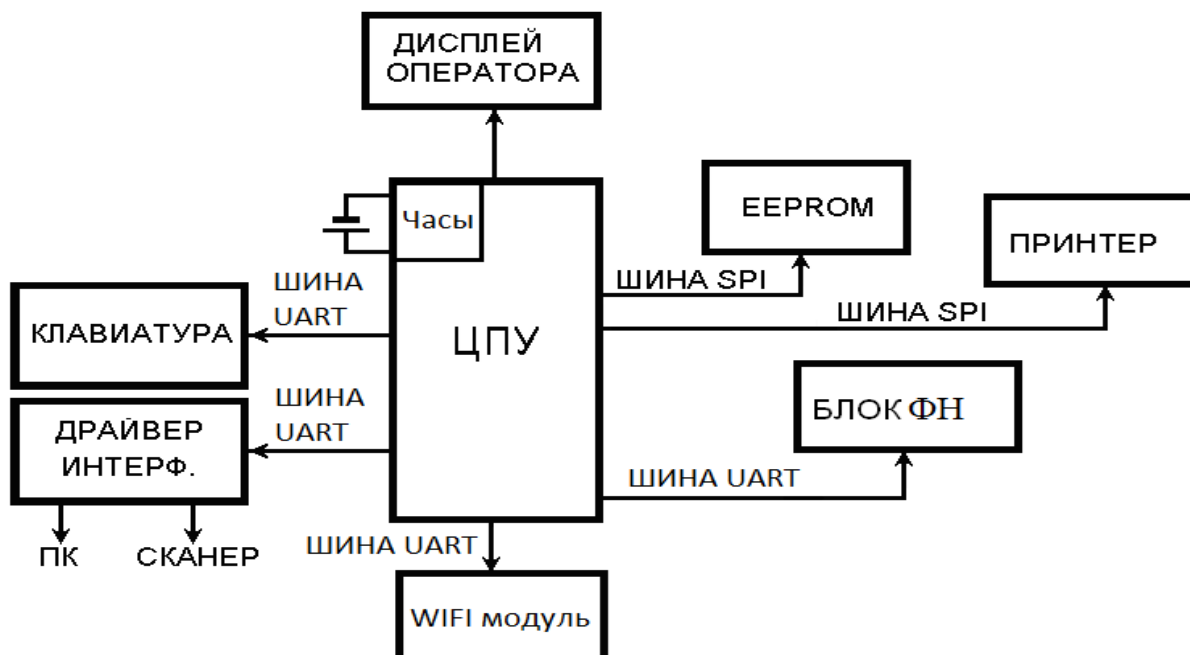 ДИСПЛЕЙ
ОПЕРАТОРА
Часы
EEPROM
ПРИНТЕР
ШИНА SPI
ШИНА SPI
ШИНА
UART
КЛАВИАТУРА
ЦПУ
ШИНА
UART
ДРАЙВЕР
ИНТЕРФ.
БЛОК ФН
ШИНА UART
ПК
СКАНЕР
ШИНА UART
WIFI модуль